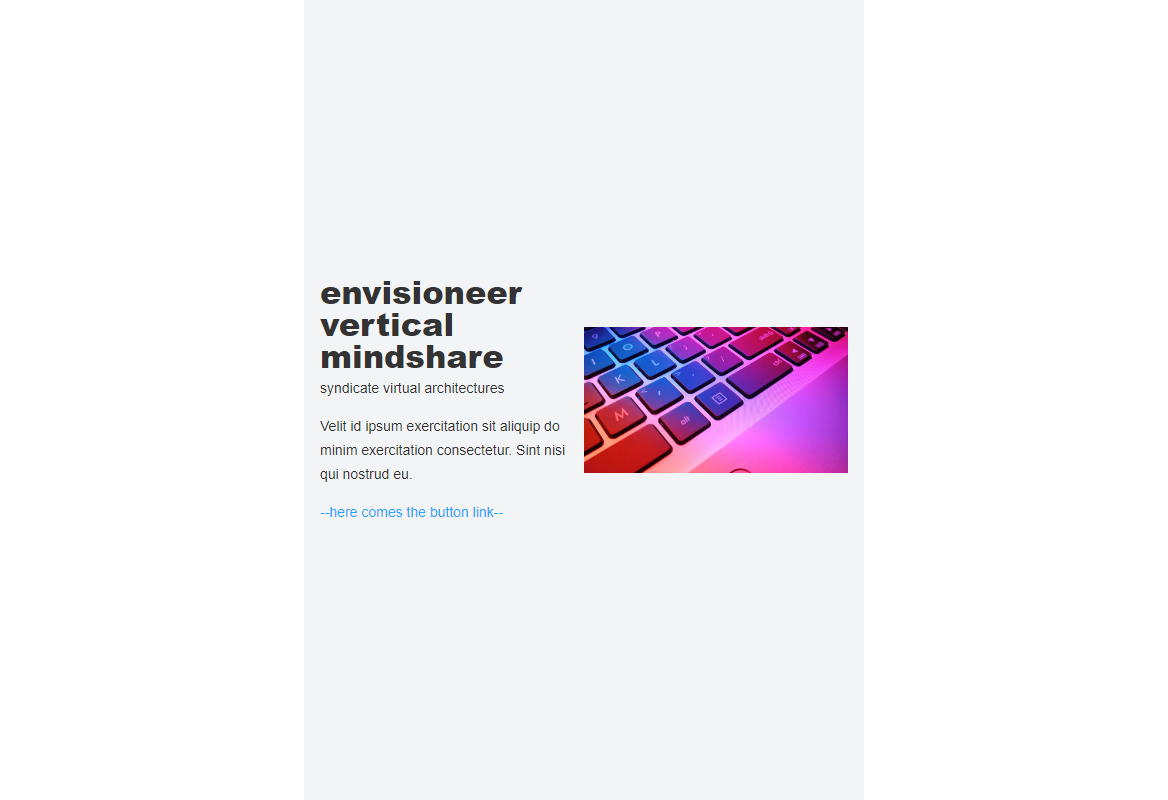 envisioneer
vertical
mindshare
syndicate virtual architectures
Velit id ipsum exercitation sit aliquip do
minim exercitation consectetur. Sint nisi
qui nostrud eu.
--here comes the button link--
O
K
L
M
alt